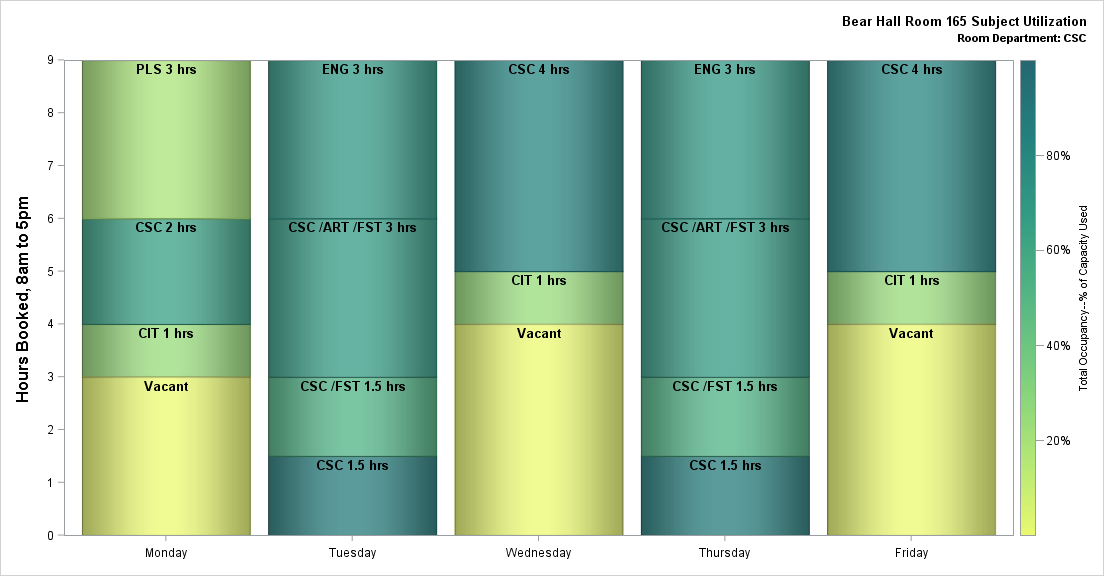 Bear Hall Room 165 Subject Utilization
Room Department: CSC
Hours Booked, 8am to 5pm
9
8
7
6
5
4
3
2
1
0
PLS 3 hrs
CSC 2 hrs
CIT 1 hrs
Vacant
ENG 3 hrs
CSC /ART /FST 3 hrs
CSC /FST 1.5 hrs
CSC 1.5 hrs
CSC 4 hrs
CIT 1 hrs
Vacant
ENG 3 hrs
CSC /ART /FST 3 hrs
CSC /FST 1.5 hrs
CSC 1.5 hrs
CSC 4 hrs
CIT 1 hrs
Vacant
Monday
Tuesday
Wednesday
Thursday
Friday
80%
60%
40%
20%
Total Occupancy--% of Capacity Used